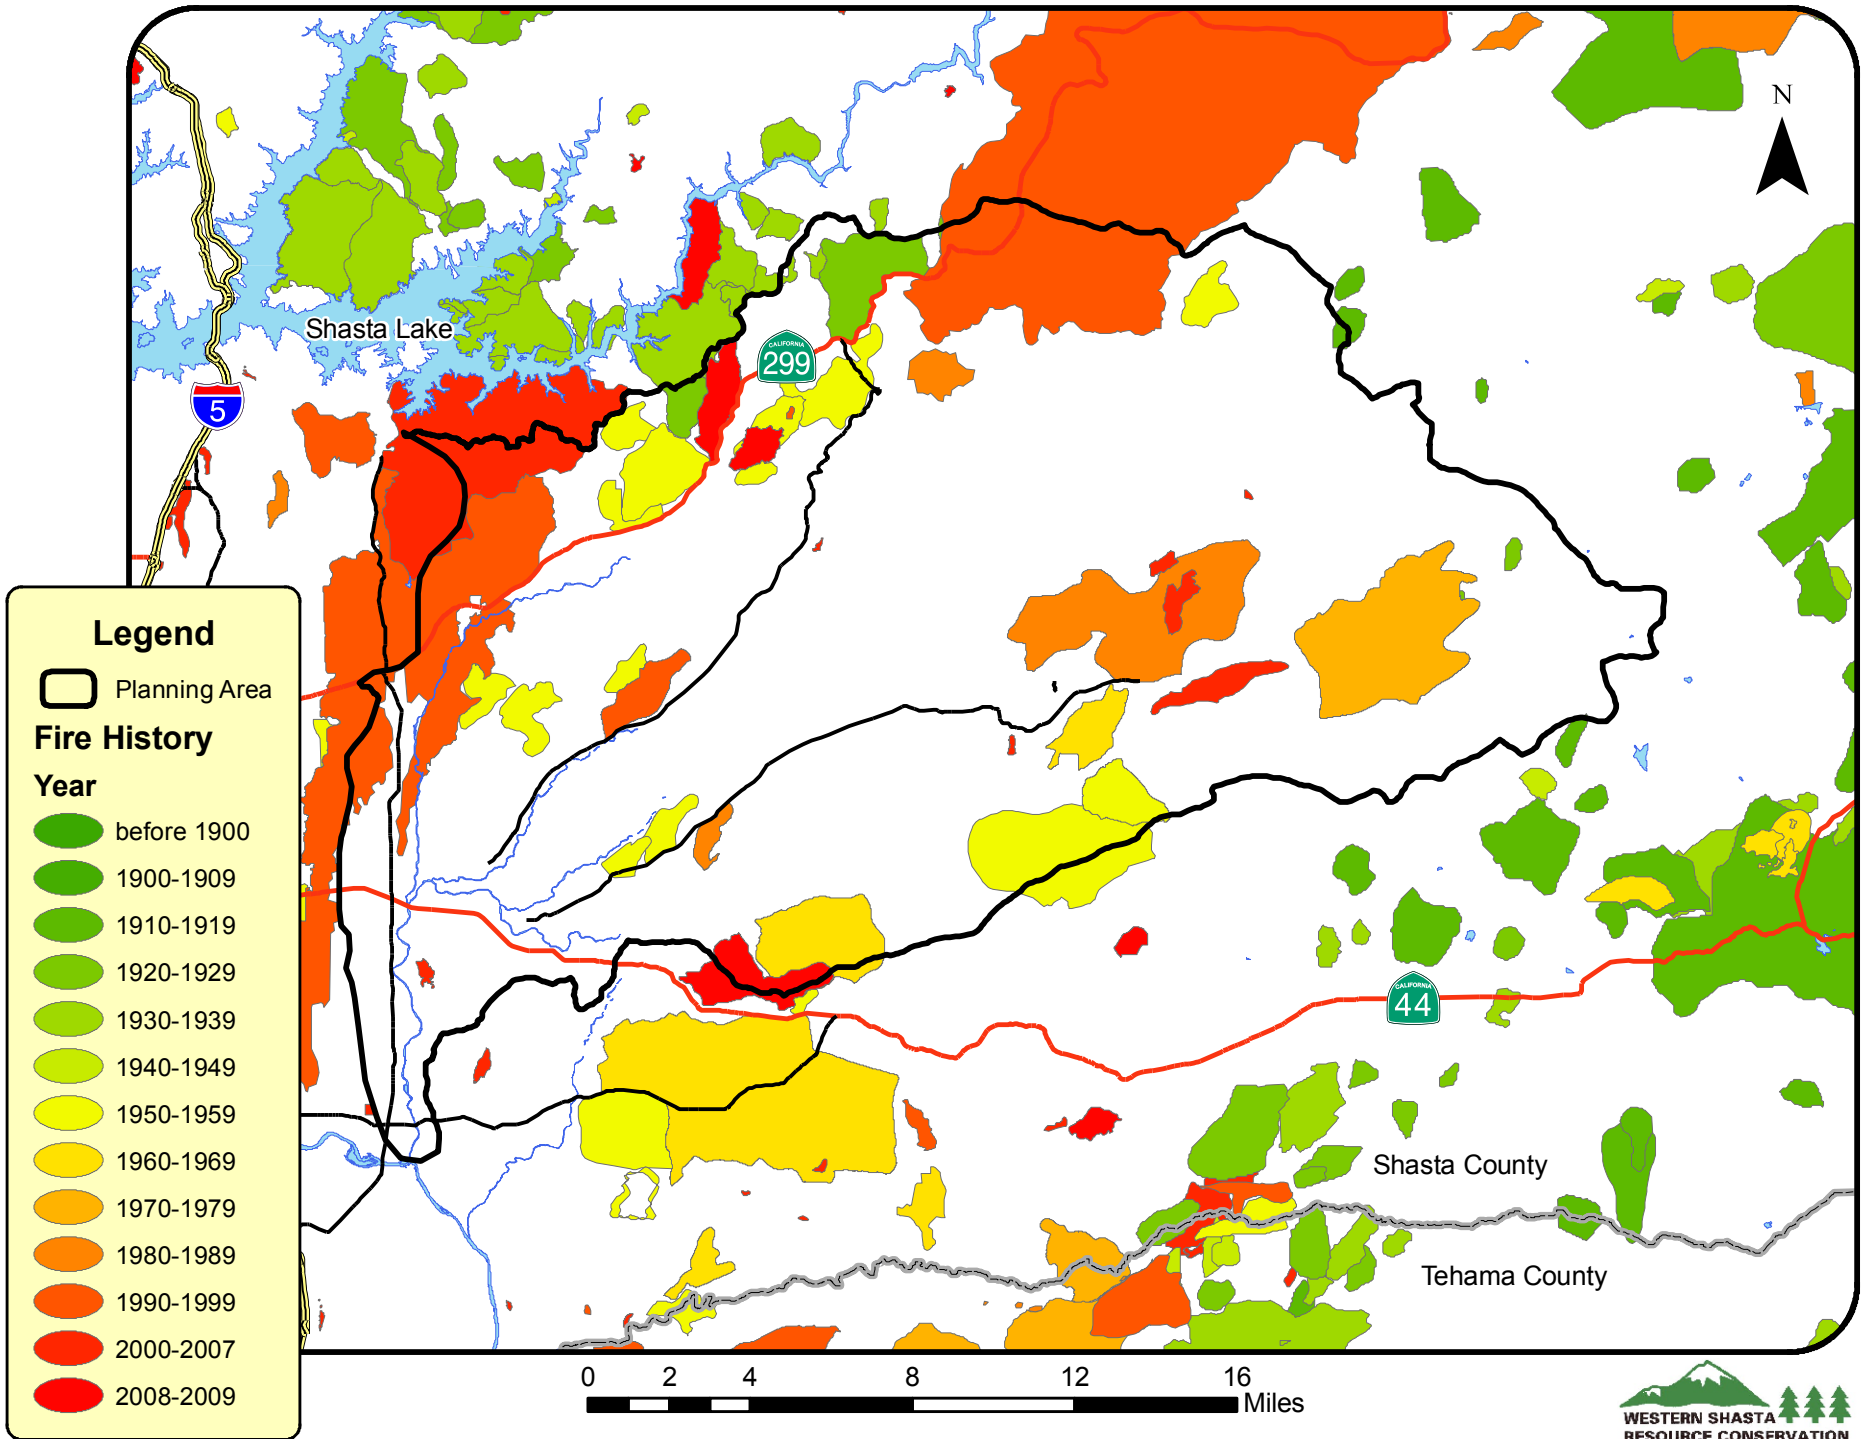 N
Shasta Lake
CALIFORNIA
299
5
Legend
Planning Area
Fire History
Year
before 1900
1900-1909
1910-1919
1920-1929
1930-1939
1940-1949
1950-1959
1960-1969
1970-1979
1980-1989
1990-1999
2000-2007
2008-2009
CALIFORNIA
44
Shasta County
Tehama County
0 2 4 8 12 16
Miles
WESTERN SHASTA
RESOURCE CONSERVATION